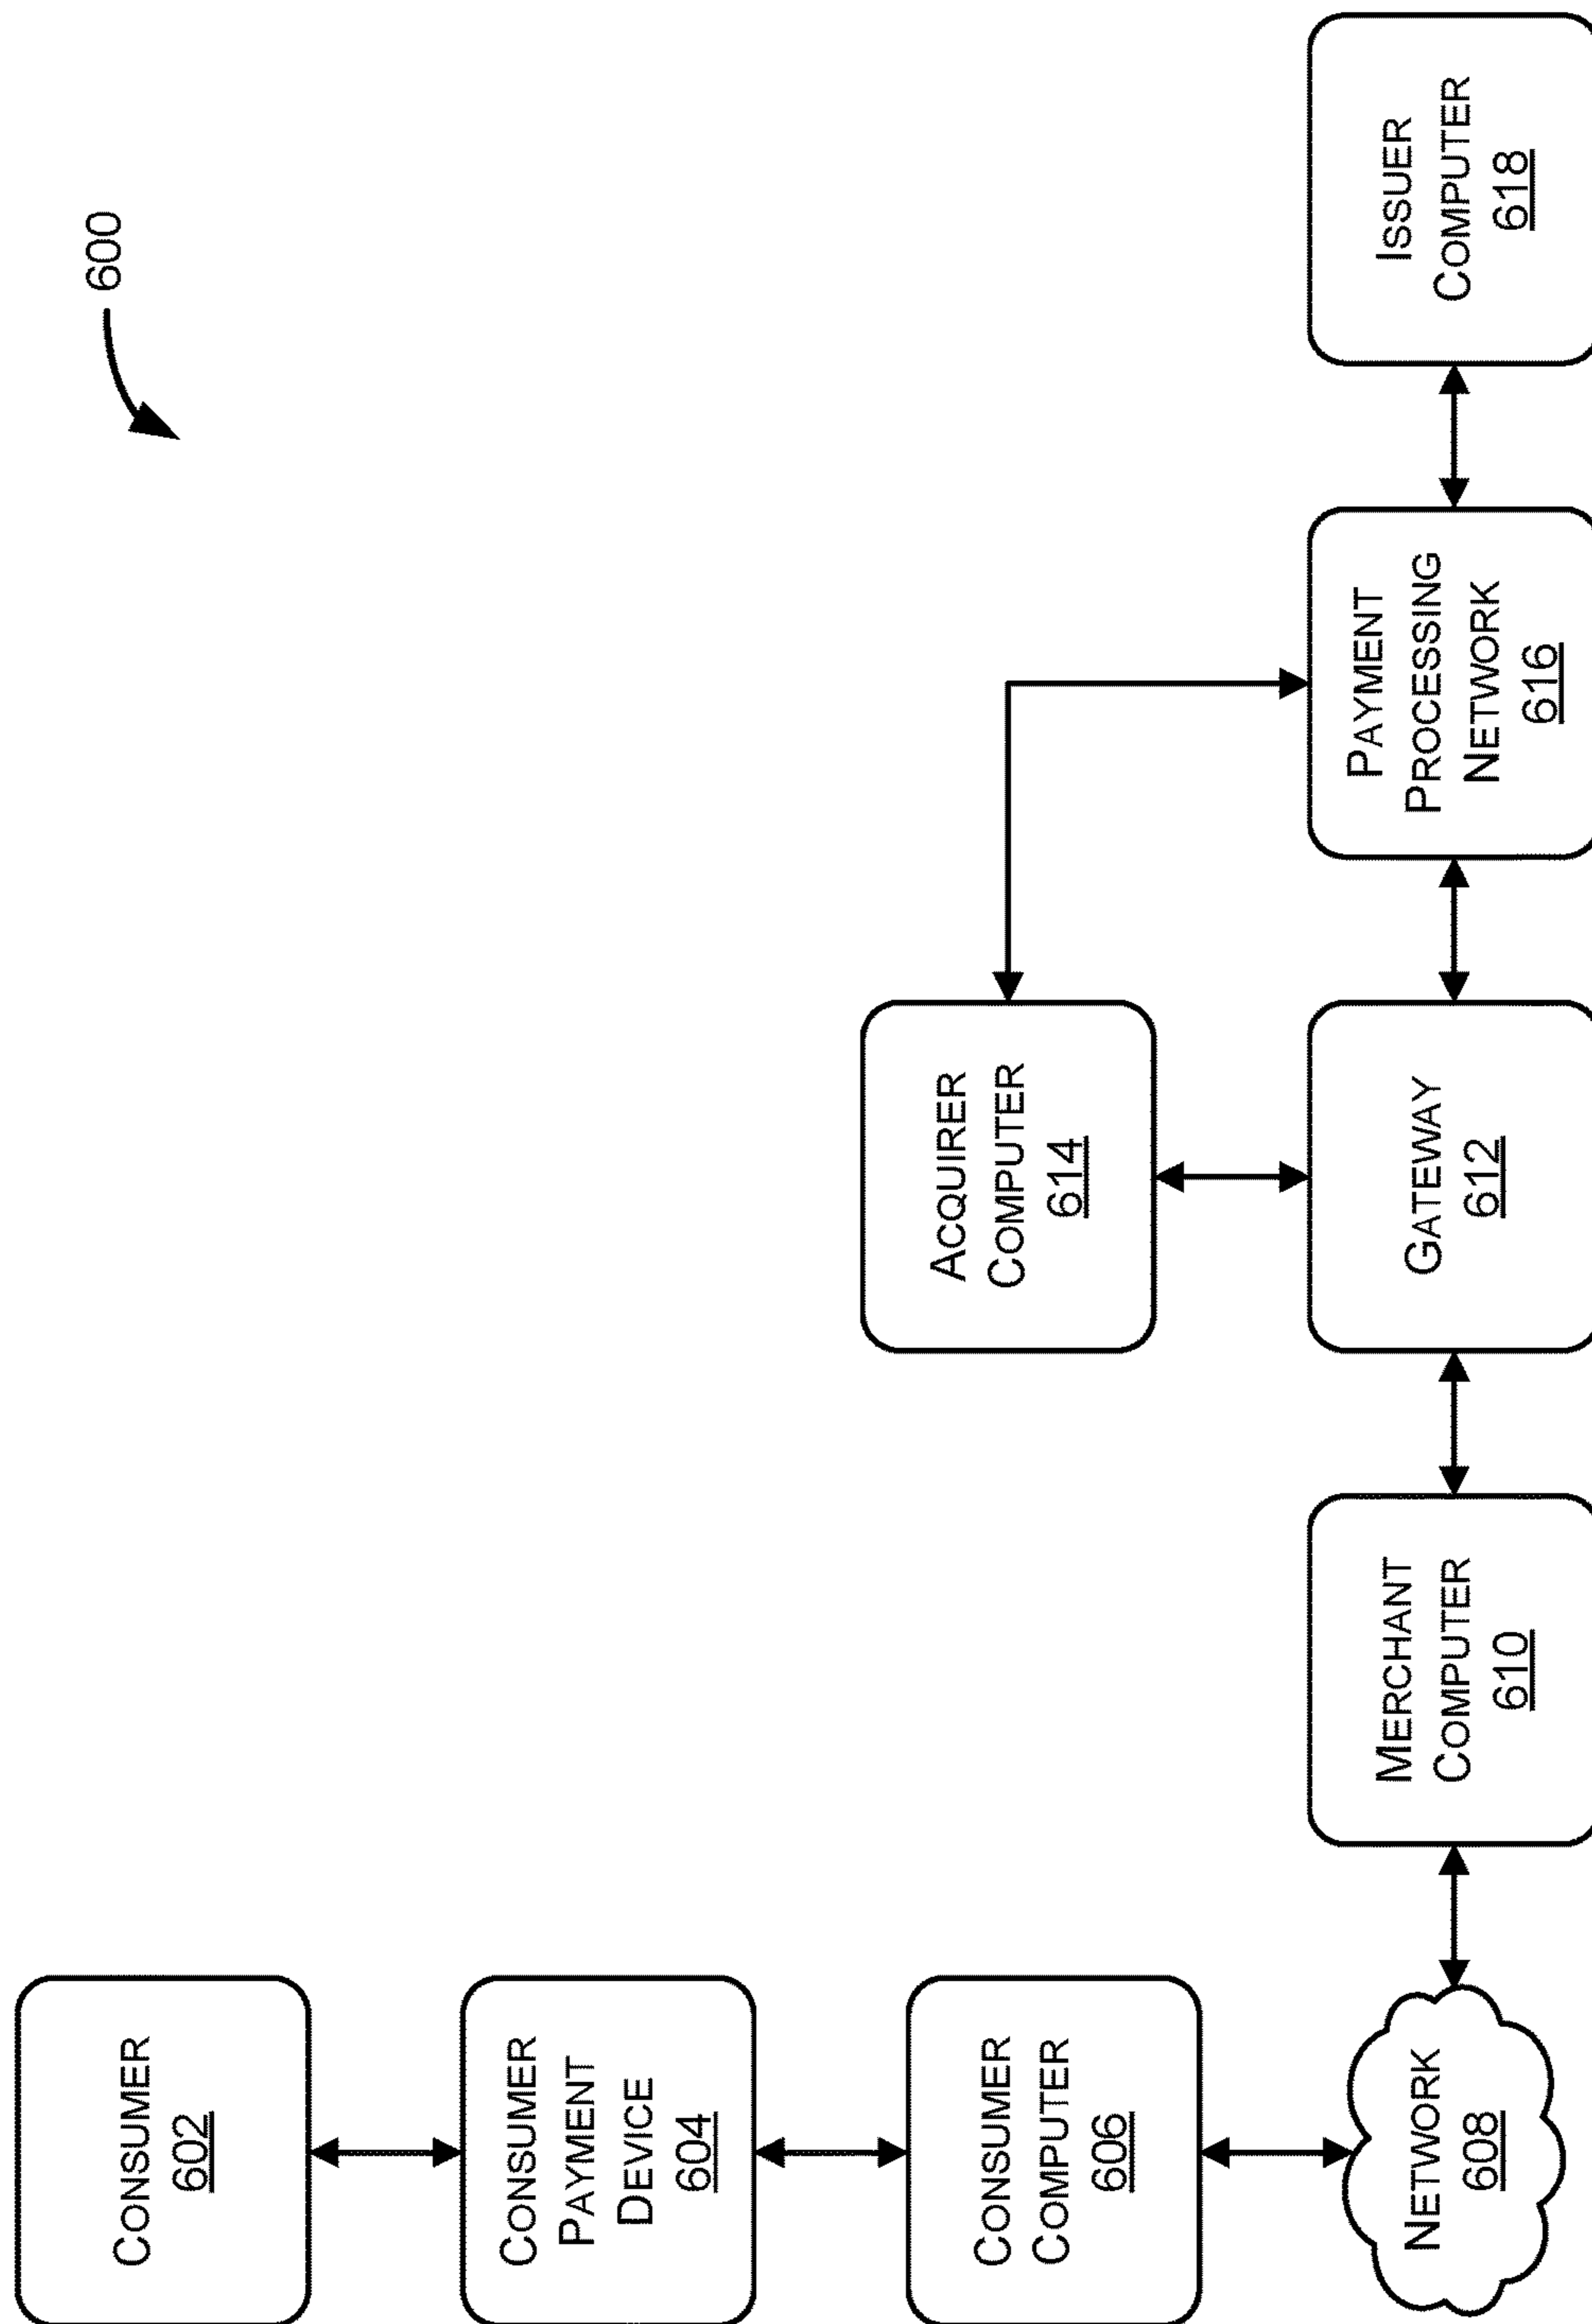 600
CONSUMER
602
CONSUMER
PAYMENT
DEVICE
604
CONSUMER
COMPUTER
606
NETWORK
608
MERCHANT
COMPUTER
610
GATEWAY
612
ACQUIRER
COMPUTER
614
PAYMENT
PROCESSING
NETWORK
616
ISSUER
COMPUTER
618